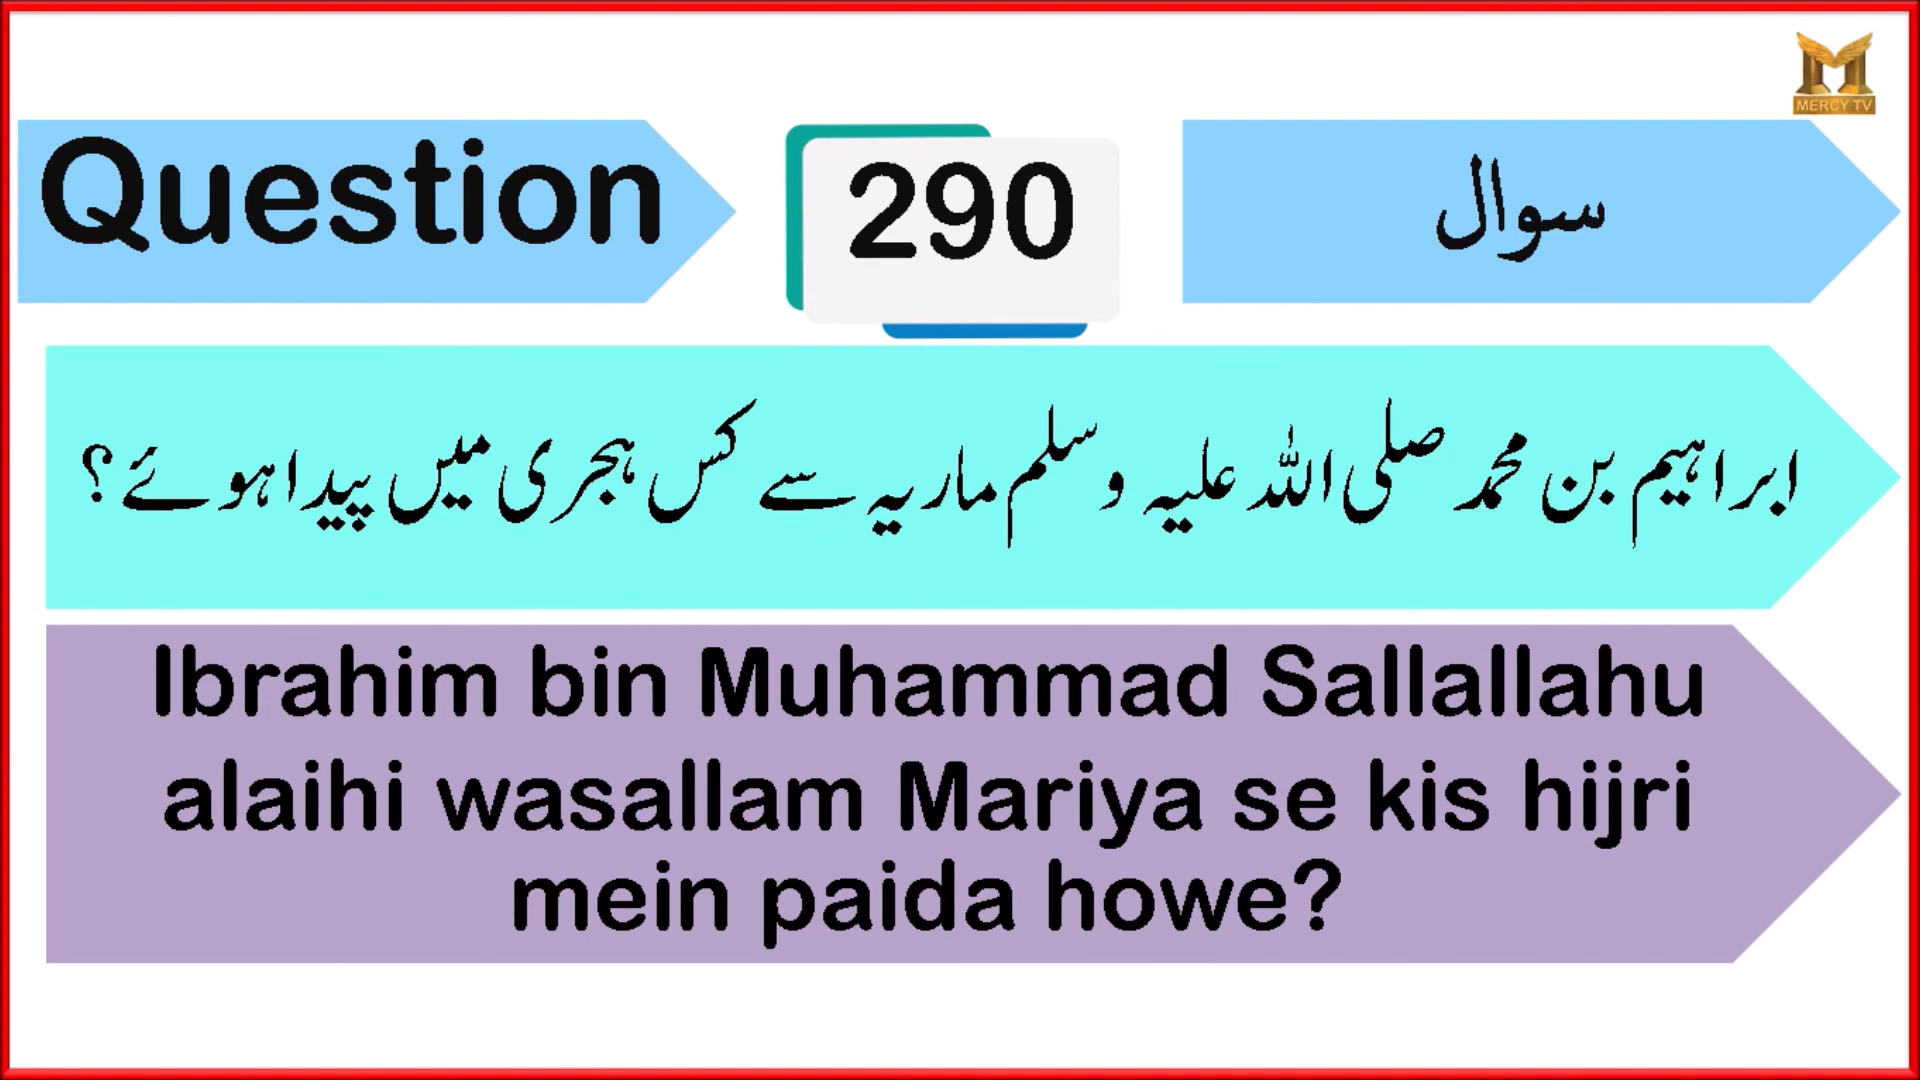 MERCY TV
Question
290
سوال
ابراہیم بن محمد صلی اللہ علیہ وسلم ماریہ سے کس ہجری میں پیدا ہوئے؟
Ibrahim bin Muhammad Sallallahu
alaihi wasallam Mariya se kis hijri
mein paida howe?